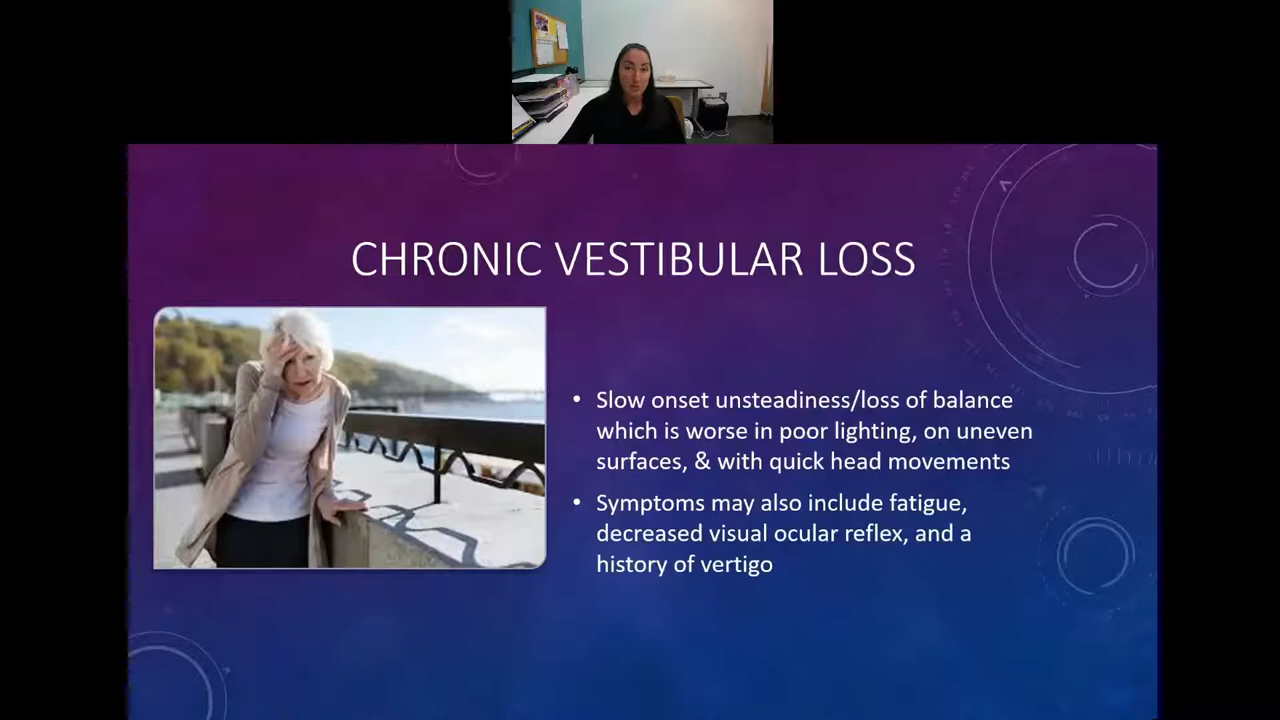 CHRONIC VESTIBULAR LOSS
• Slow onset unsteadiness/loss of balance
which is worse in poor lighting, on uneven
surfaces, & with quick head movements
• Symptoms may also include fatigue,
decreased visual ocular reflex, and a
history of vertigo